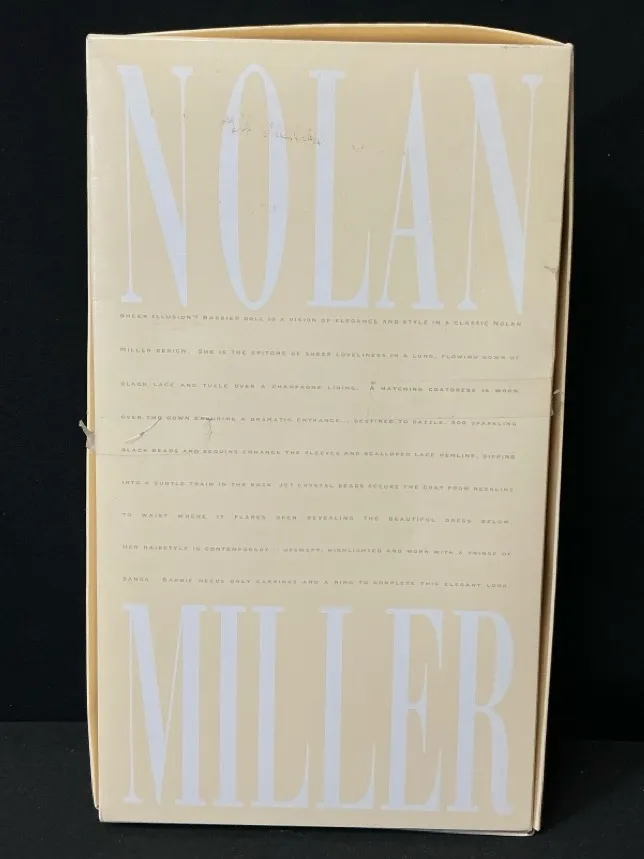 NOLAN
SHEER ILLUSION™ BARBIE® DOLL IS A VISION OF ELEGANCE AND STYLE IN A CLASSIC NOLAN
MILLER DESIGN. SHE IS THE EPITOME OF SHEER LOVELINESS IN A LONG, FLOWING GOWN OF
BLACK LACE AND TULLE OVER A CHAMPAGNE LINING. A MATCHING COATDRESS IS WORN
OVER THE GOWN ENSURING A DRAMATIC ENTRANCE... DESTINED TO DAZZLE. 300 SPARKLING
BLACK BEADS AND SEQUINS ENHANCE THE SLEEVES AND SCALLOPED LACE HEMLINE, DIPPING
INTO A SUBTLE TRAIN IN THE BACK. JET CRYSTAL BEADS SECURE THE COAT FROM NECKLINE
TO WAIST WHERE IT FLARES OPEN REVEALING THE BEAUTIFUL DRESS BELOW.
HER HAIRSTYLE IS CONTEMPORARY... UPSWEPT, HIGHLIGHTED AND WORN WITH A FRINGE OF
BANGS. BARBIE NEEDS ONLY EARRINGS AND A RING TO COMPLETE THIS ELEGANT LOOK.
MILLER